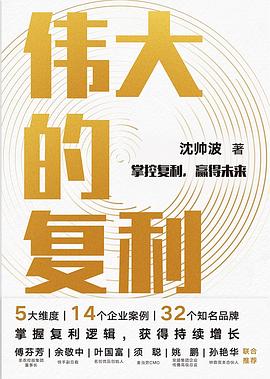 伟大
的
复利
沈帅波 著
掌控复利，赢得未来
5大维度｜14个企业案例｜32个知名品牌
掌握复利逻辑，获得持续增长
傅芬芳｜余敬中｜叶国富｜须 聪｜姚 鹏｜孙艳华 联合
推荐